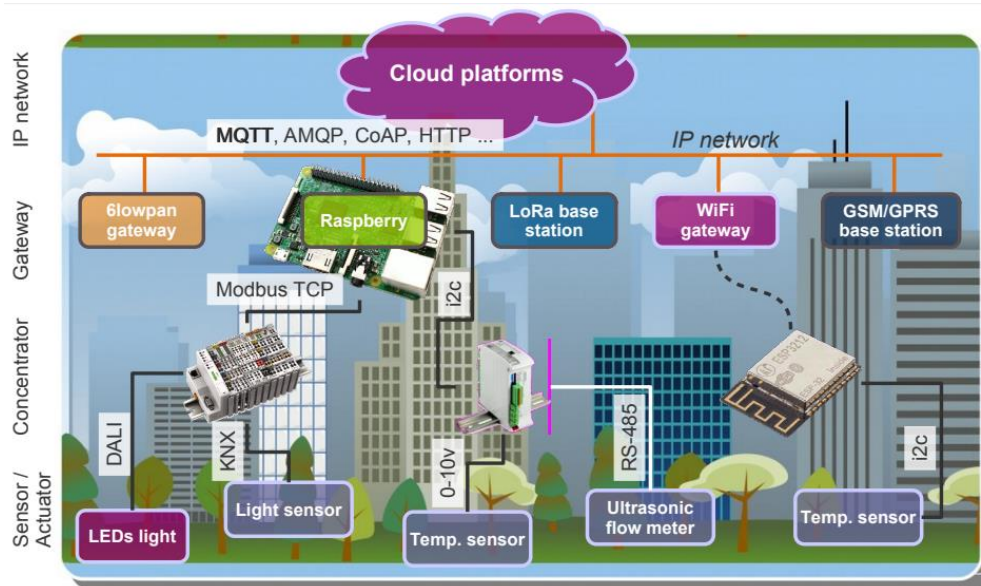 IP network
Cloud platforms
MQTT, AMQP, CoAP, HTTP ...
IP network
Gateway
6lowpan
gateway
Raspberry
LoRa base
station
WiFi
gateway
GSM/GPRS
base station
Modbus TCP
i2c
Concentrator
ESP3212
DALI
KNX
0-10v
RS-485
i2c
Sensor /
Actuator
LEDs light
Light sensor
Temp. sensor
Ultrasonic
flow meter
Temp. sensor